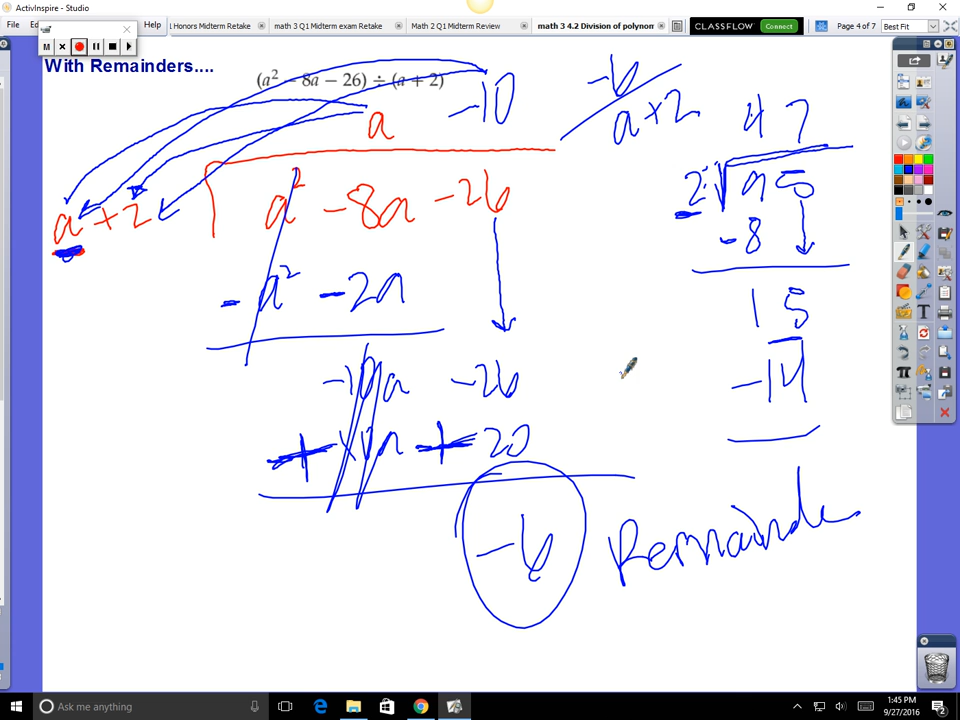 ActivInspire - Studio
File
Help
l Honors Midterm Retake
math 3 Q1 Midterm exam Retake
Math 2 Q1 Midterm Review
math 3 4.2 Division of polynom
CLASSFLOW
Connect
Page 4 of 7
Best Fit
M
With Remainders....
(a² − 8a − 26) ÷ (a + 2)
a -10 -6/a+2
a + 2 a² - 8a - 26
- a² - 2a
-10a -26
+ 10a + 20
-6 Remainde
47
2 95
-8
15
-14
Ask me anything
1:45 PM
9/27/2016
2